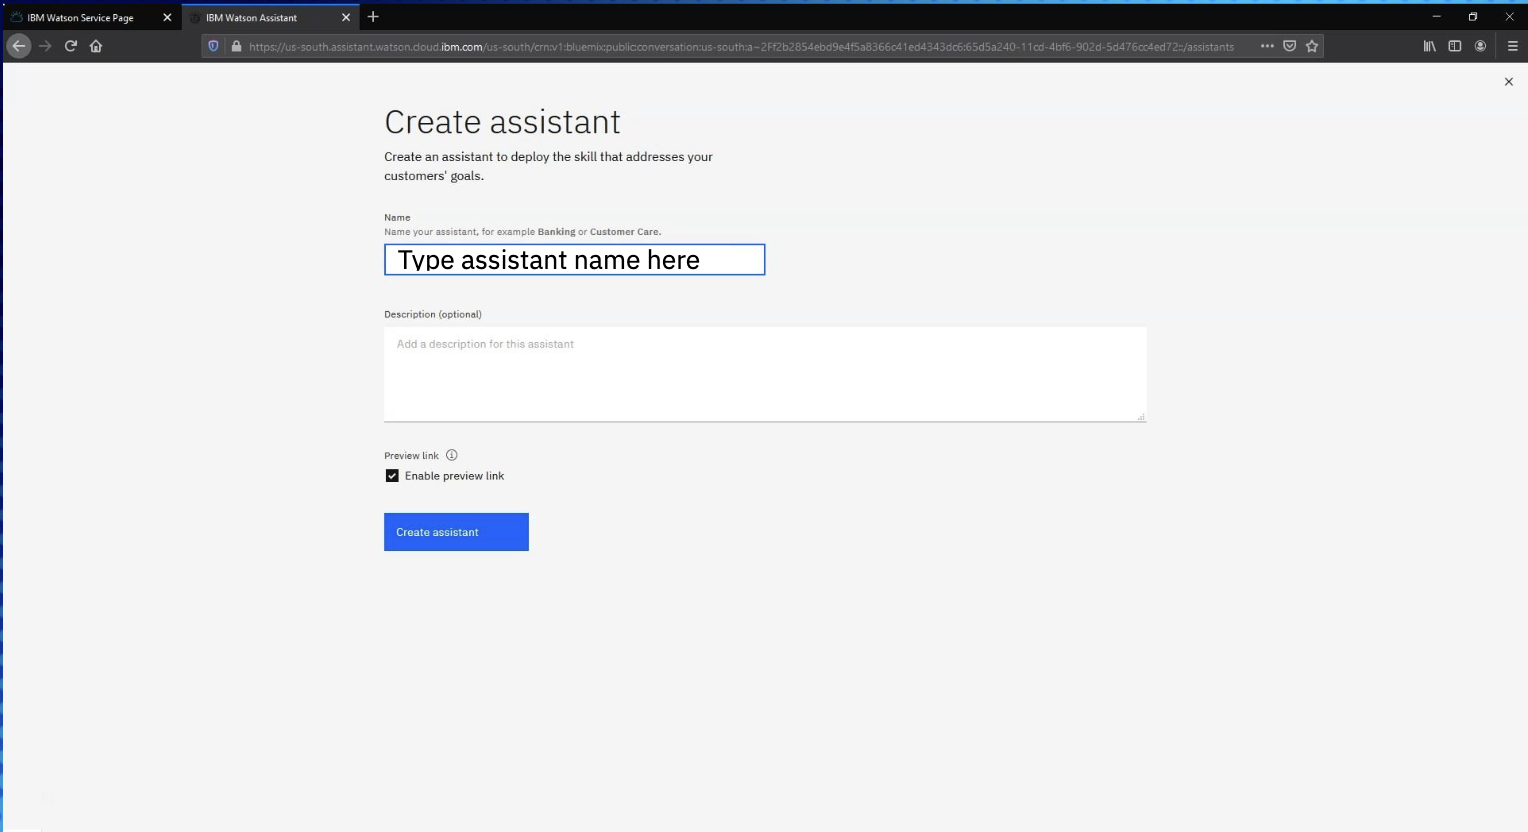 IBM Watson Service Page
IBM Watson Assistant
https://us-south.assistant.watson.cloud.ibm.com/us-south/crn:v1:bluemix:public:conversation:us-south:a~2Ff2b2854ebd9e4f5a8366c41ed4343dc6:65d5a240-11cd-4bf6-902d-5d476cc4ed72::/assistants
Create assistant
Create an assistant to deploy the skill that addresses your
customers' goals.
Name
Name your assistant, for example Banking or Customer Care.
Type assistant name here
Description (optional)
Add a description for this assistant
Preview link
Enable preview link
Create assistant